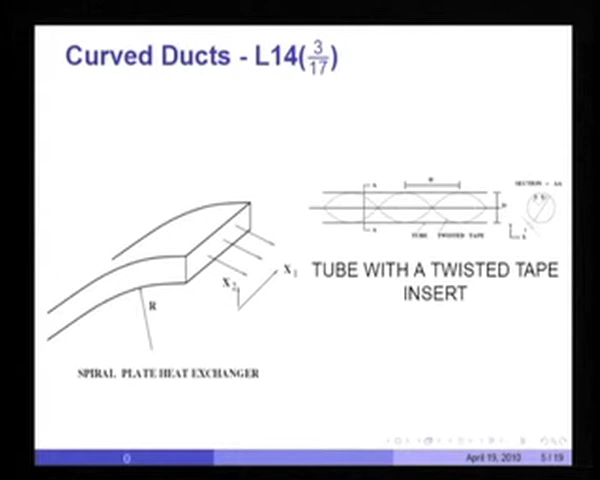 Curved Ducts - L14(3/17)
SECTION - AA
TUBE TWISTED TAPE
X1
X2
TUBE WITH A TWISTED TAPE
INSERT
R
SPIRAL PLATE HEAT EXCHANGER
()
April 19, 2010 5 / 19